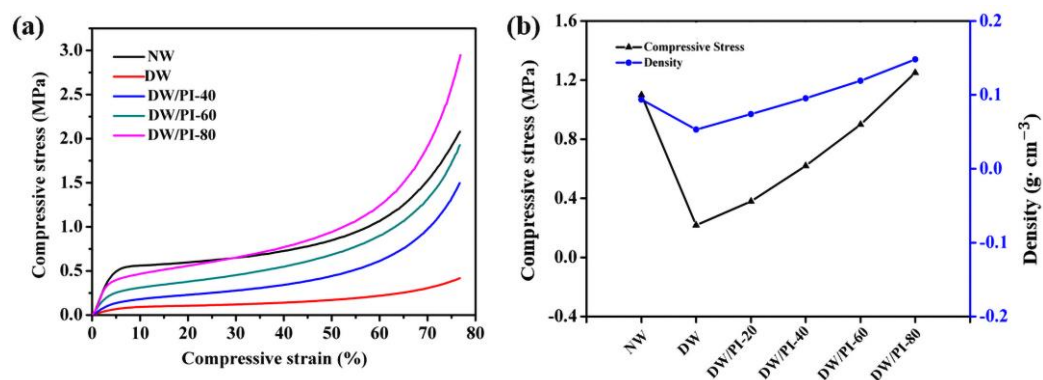 (a)
Compressive stress (MPa)
3.0
2.5
2.0
1.5
1.0
0.5
0.0
NW
DW
DW/PI-40
DW/PI-60
DW/PI-80
0 10 20 30 40 50 60 70 80
Compressive strain (%)
(b)
Compressive stress (MPa)
1.6
1.2
0.8
0.4
0.0
-0.4
Compressive Stress
Density
0.2
0.1
0.0
-0.1
-0.2
Density (g· cm⁻³)
NW
DW
DW/PI-20
DW/PI-40
DW/PI-60
DW/PI-80